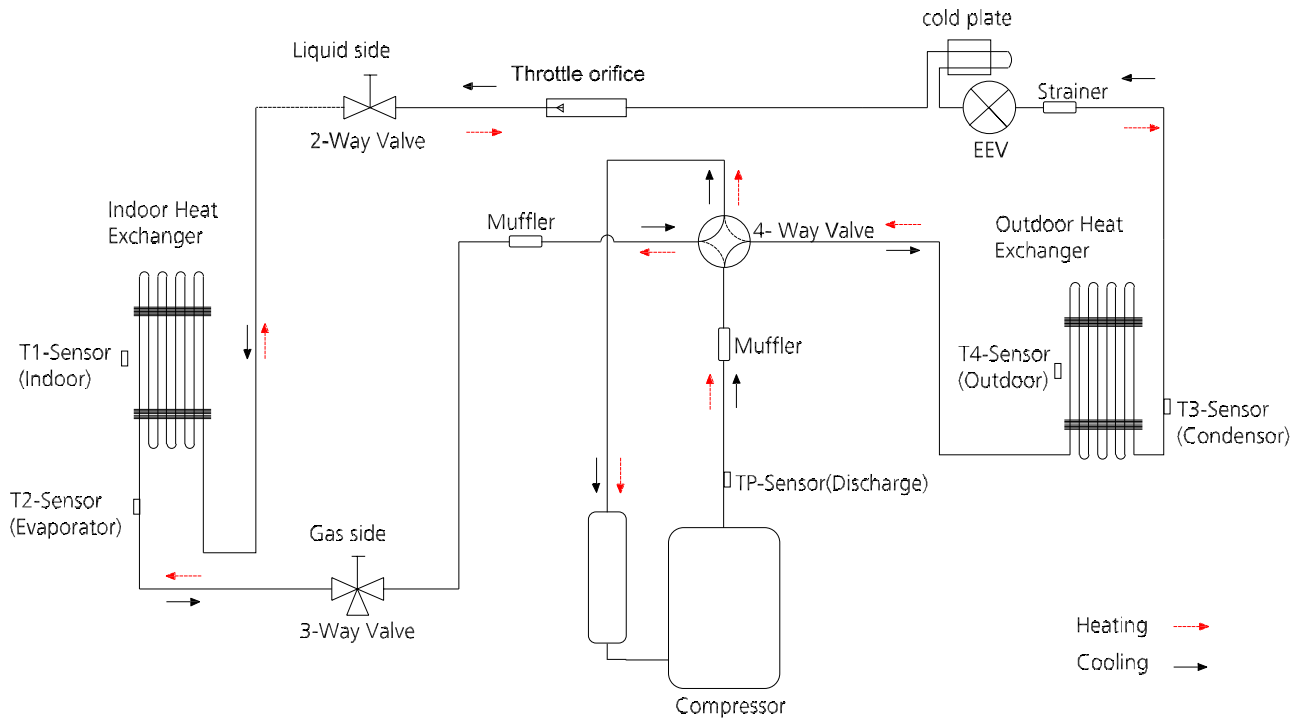 cold plate
Liquid side
Throttle orifice
Strainer
2-Way Valve
EEV
Indoor Heat
Exchanger
Muffler
4- Way Valve
Outdoor Heat
Exchanger
T1-Sensor
(Indoor)
Muffler
T4-Sensor
(Outdoor)
T3-Sensor
(Condensor)
T2-Sensor
(Evaporator)
TP-Sensor(Discharge)
Gas side
3-Way Valve
Compressor
Heating
Cooling